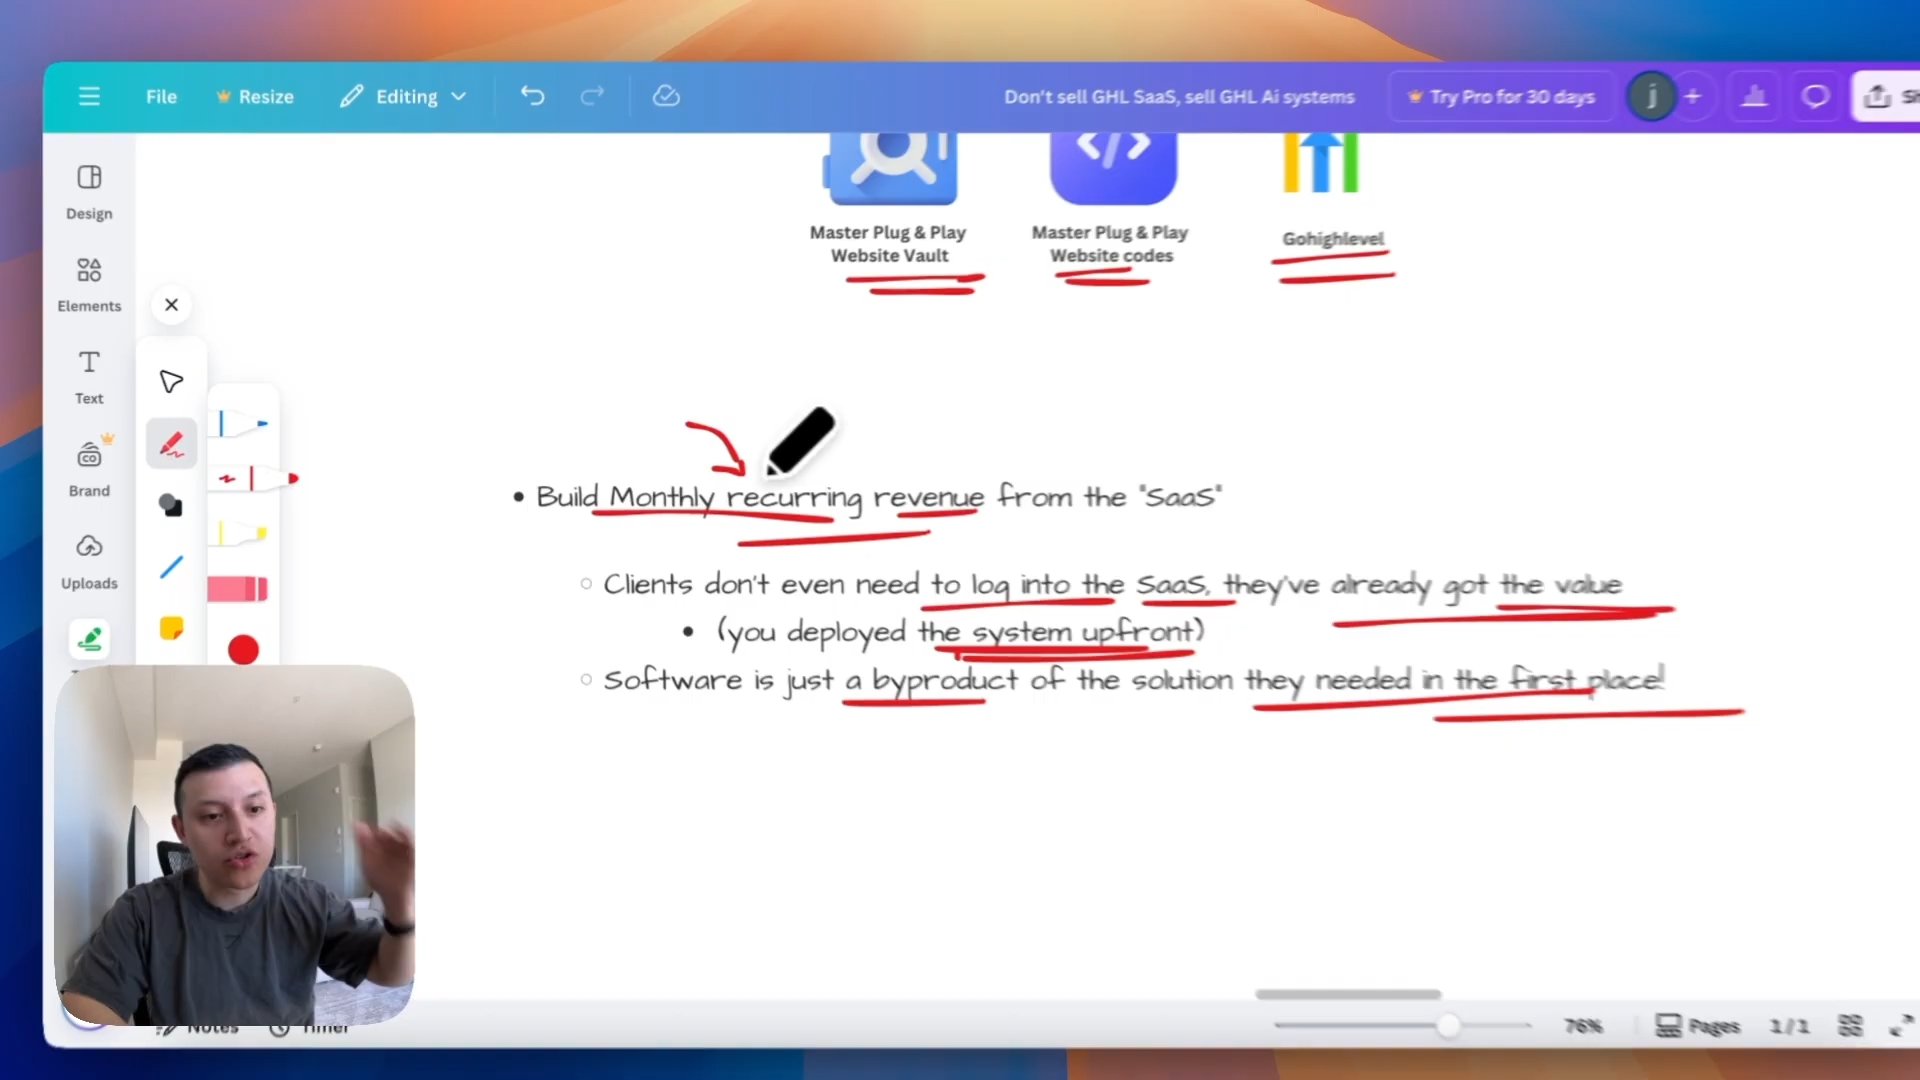 File
Resize
Editing
Don't sell GHL SaaS, sell GHL Ai systems
Try Pro for 30 days
j
Design
Elements
Text
CO
Brand
Uploads
Master Plug & Play
Website Vault
Master Plug & Play
Website codes
Gohighlevel
• Build Monthly recurring revenue from the "SaaS"
○ Clients don't even need to log into the SaaS, they've already got the value
• (you deployed the system upfront)
○ Software is just a byproduct of the solution they needed in the first place!
Notes
Timer
76%
Pages
1/1